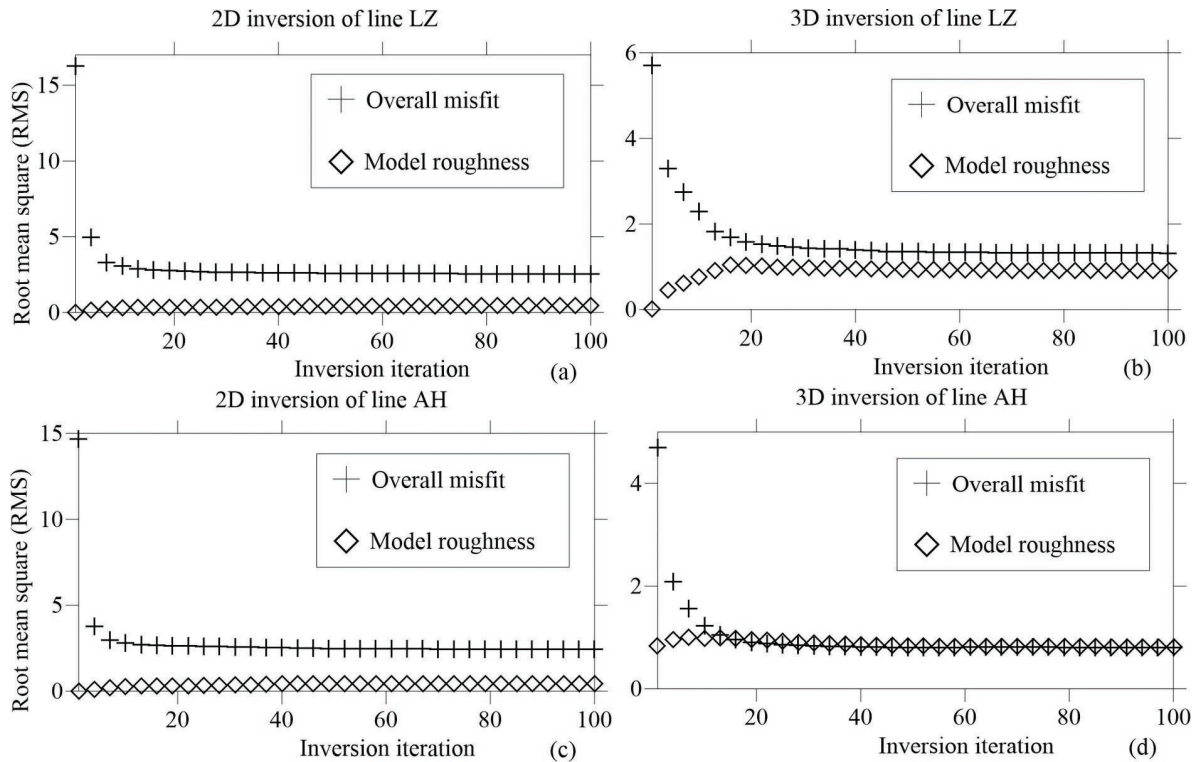 2D inversion of line LZ
Root mean square (RMS)
15
10
5
0
Overall misfit
Model roughness
20 40 60 80 100
Inversion iteration
(a)
3D inversion of line LZ
6
4
2
0
Overall misfit
Model roughness
20 40 60 80 100
Inversion iteration
(b)
2D inversion of line AH
Root mean square (RMS)
15
10
5
0
Overall misfit
Model roughness
20 40 60 80 100
Inversion iteration
(c)
3D inversion of line AH
4
2
0
Overall misfit
Model roughness
20 40 60 80 100
Inversion iteration
(d)